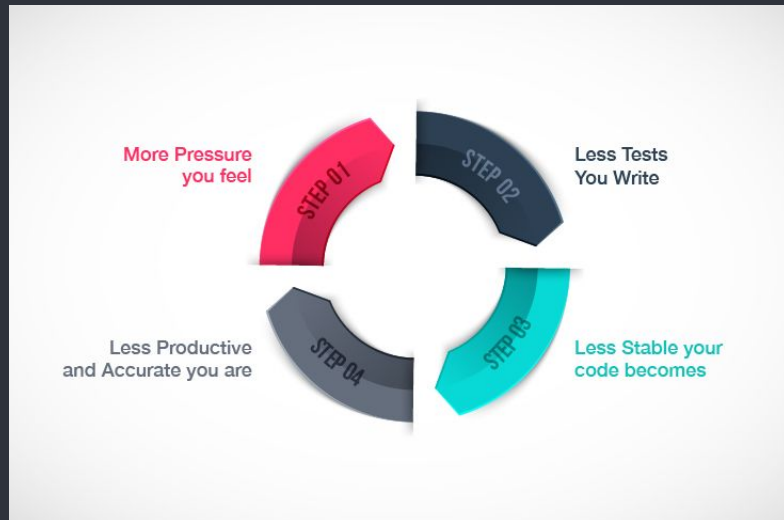 More Pressure
you feel
STEP 01
STEP 02
Less Tests
You Write
Less Productive
and Accurate you are
STEP 04
STEP 03
Less Stable your
code becomes